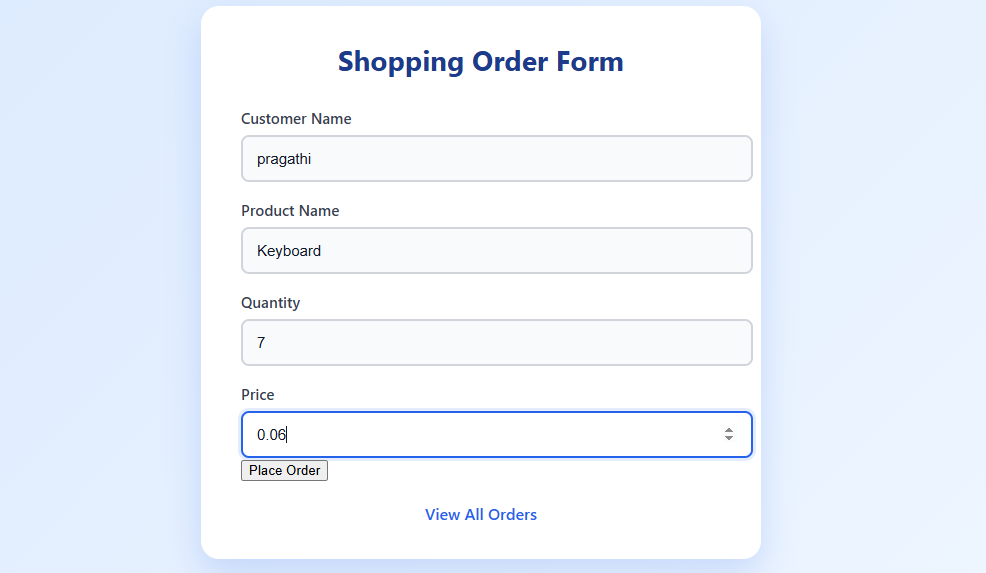 Shopping Order Form
Customer Name
pragathi
Product Name
Keyboard
Quantity
7
Price
0.06
Place Order
View All Orders